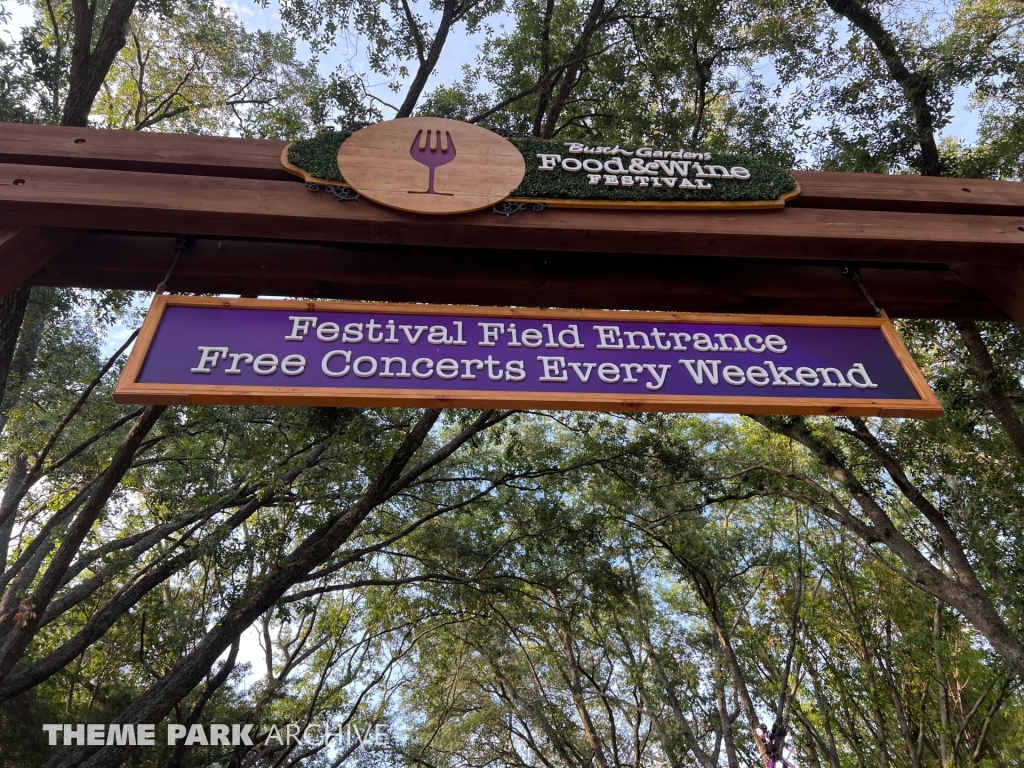 Busch Gardens
Food & Wine
FESTIVAL
Festival Field Entrance
Free Concerts Every Weekend
THEME PARK ARCHIVE